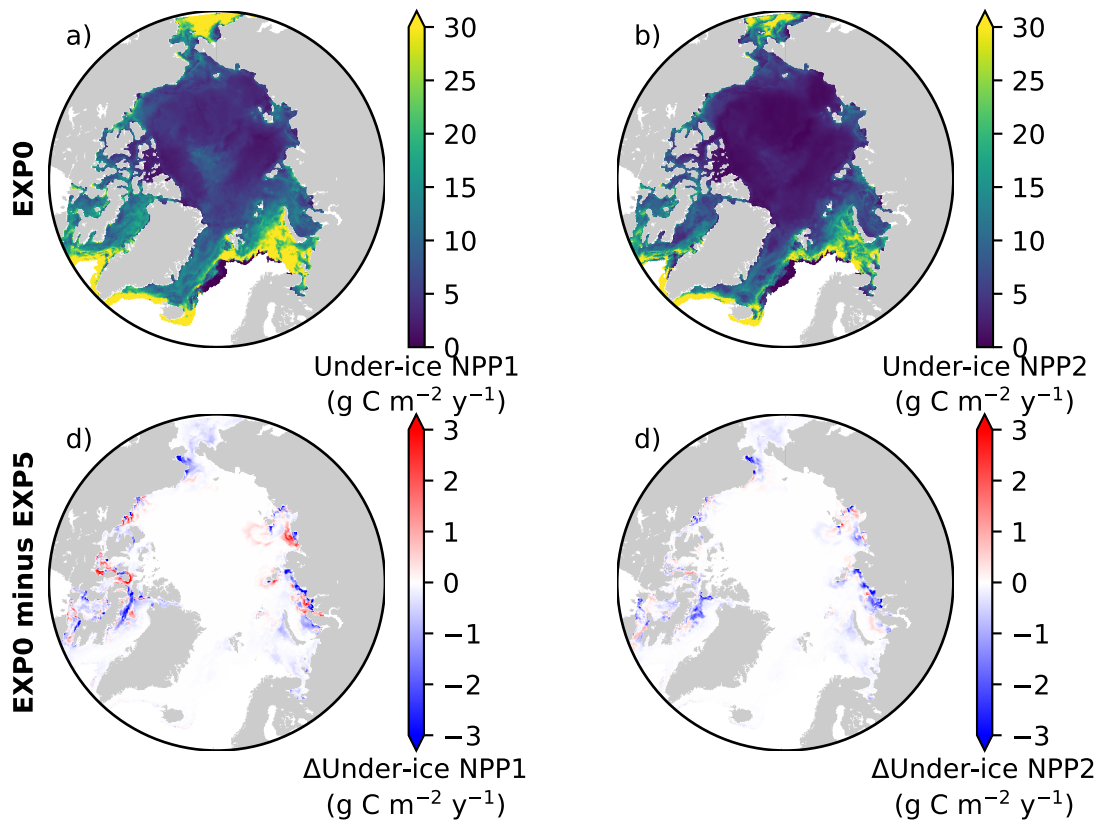 a)
30
25
20
15
10
5
0
Under-ice NPP1
(g C m⁻² y⁻¹)
b)
30
25
20
15
10
5
0
Under-ice NPP2
(g C m⁻² y⁻¹)
EXP0
d)
3
2
1
0
−1
−2
−3
ΔUnder-ice NPP1
(g C m⁻² y⁻¹)
d)
3
2
1
0
−1
−2
−3
ΔUnder-ice NPP2
(g C m⁻² y⁻¹)
EXP0 minus EXP5